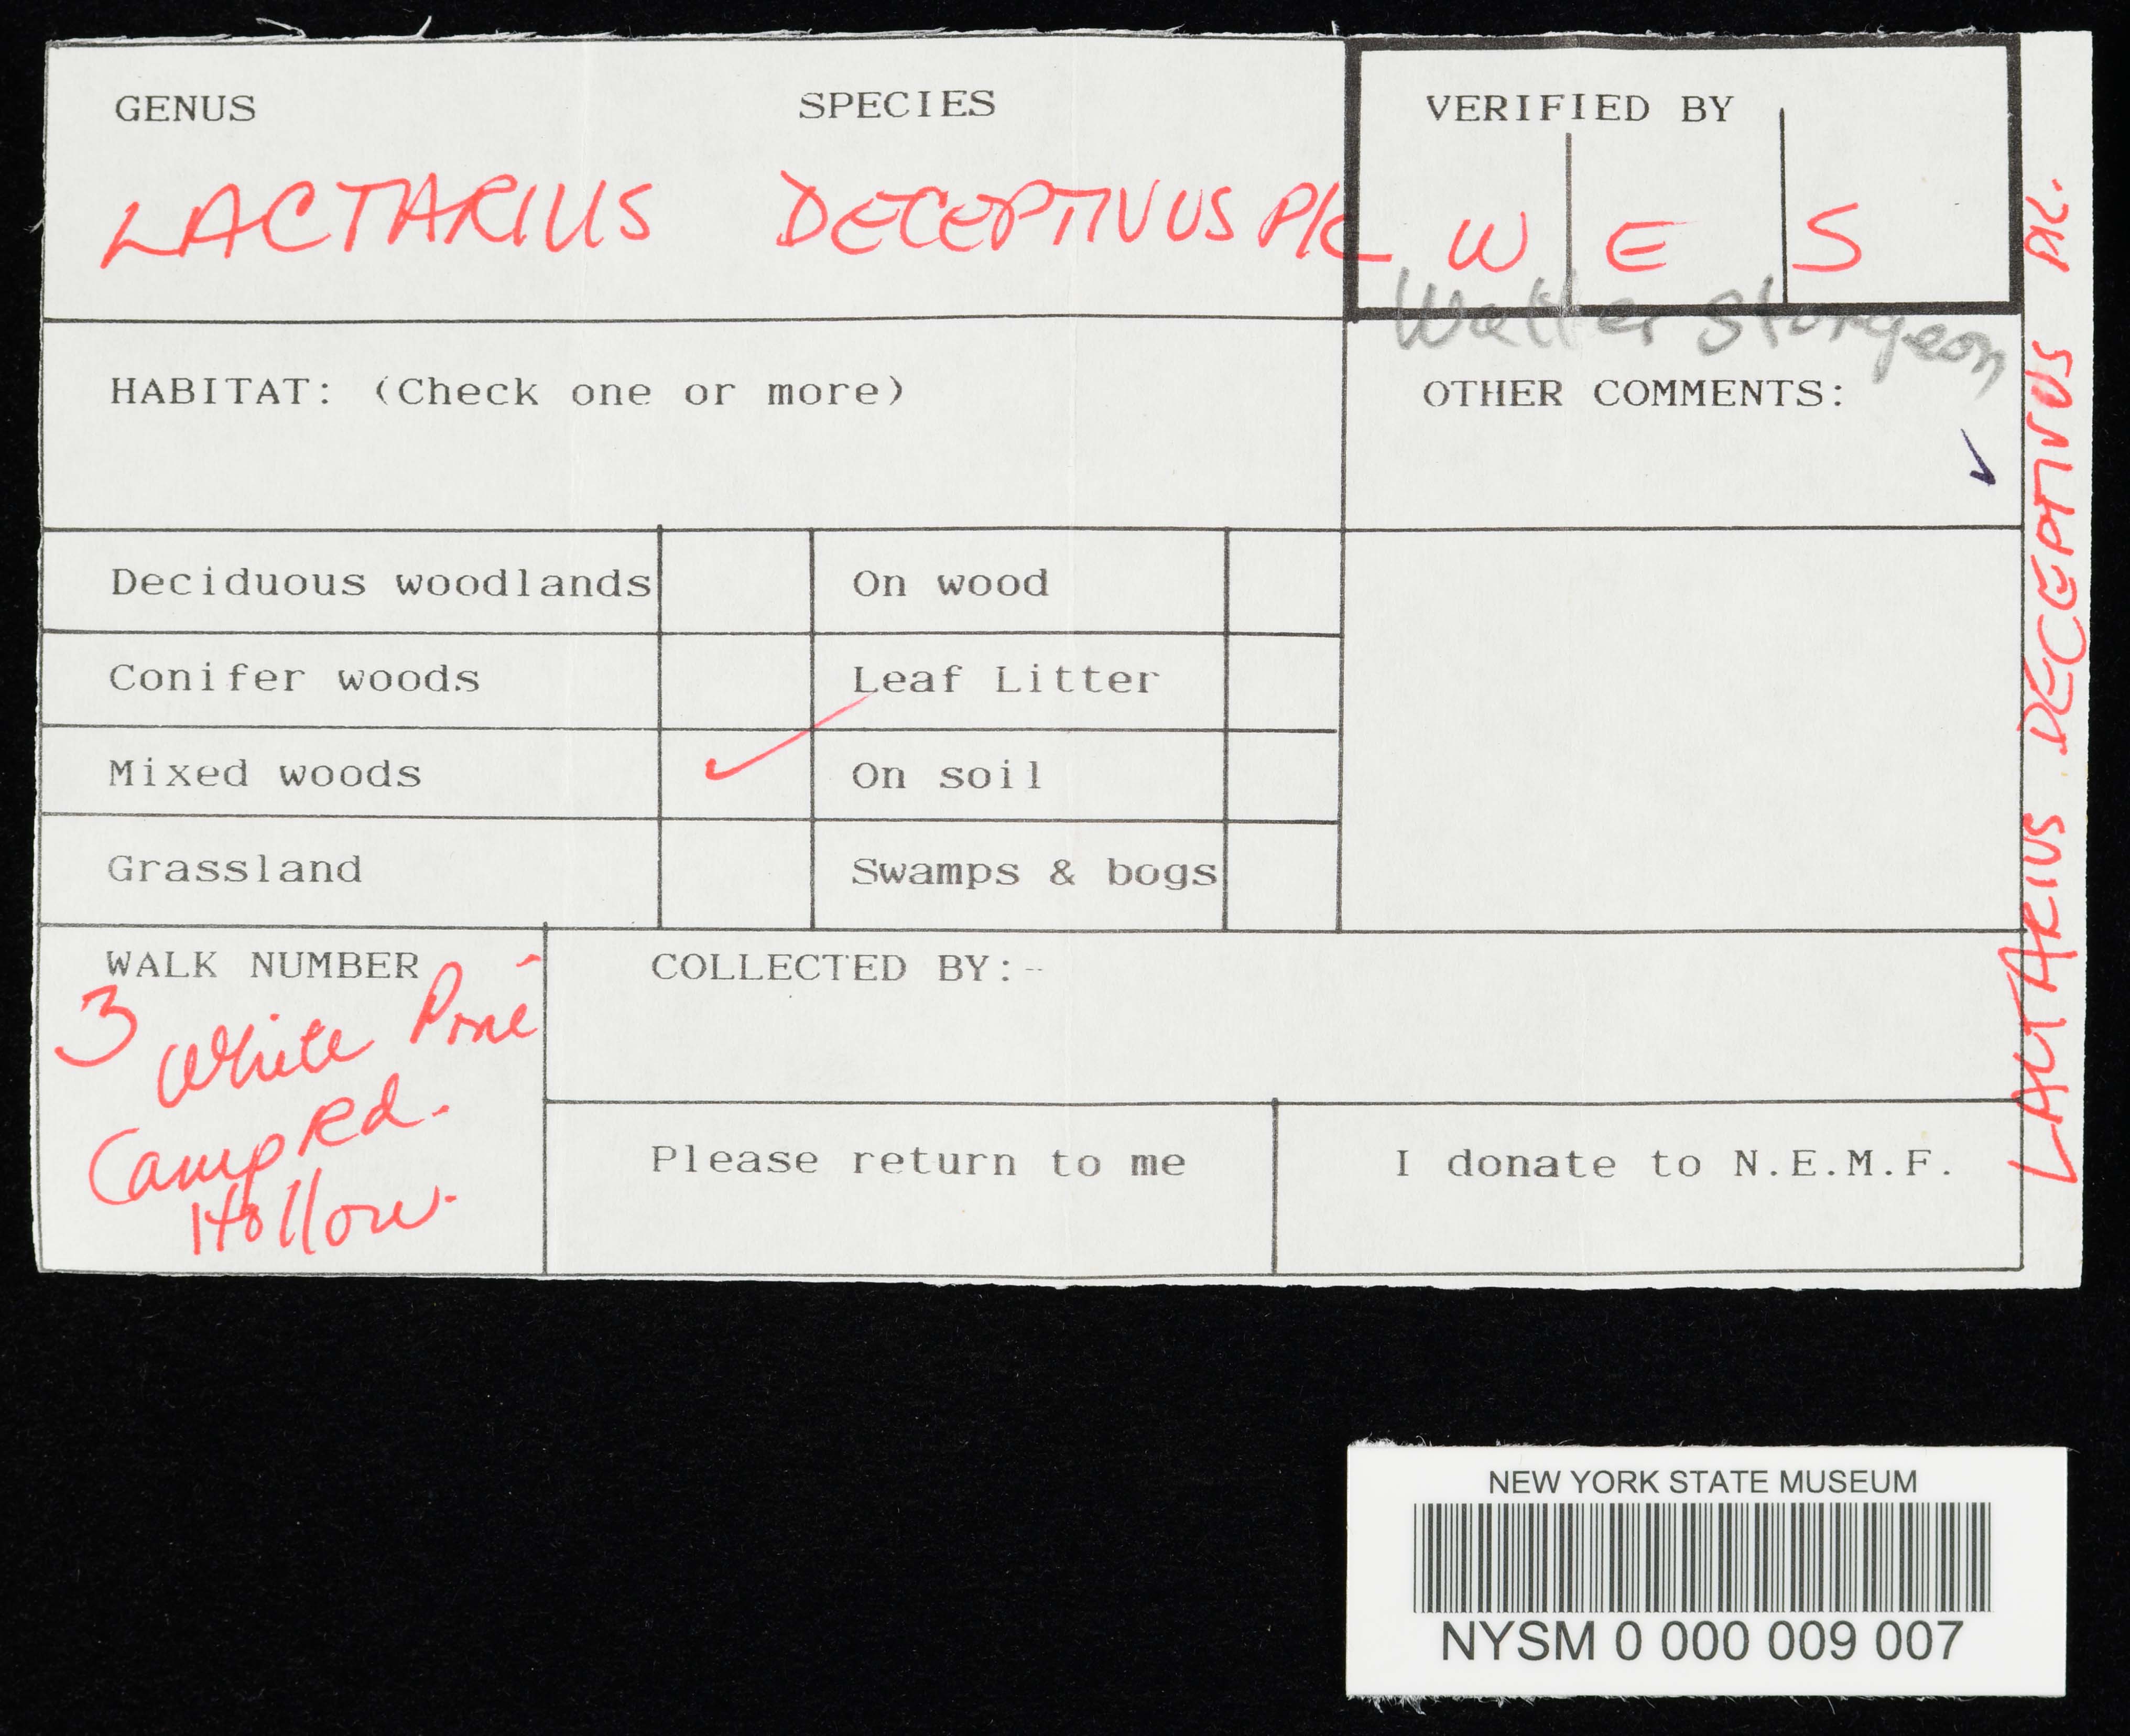 GENUS SPECIES VERIFIED BY
LACTARIUS DECEPTIVUS PK W E S
Walter Sturgeon
HABITAT: (Check one or more) OTHER COMMENTS:
✓
Deciduous woodlands On wood
Conifer woods Leaf Litter
Mixed woods ✓ On soil
Grassland Swamps & bogs
WALK NUMBER COLLECTED BY:--
3 White Pine
Camp Rd.
Hollow.
Please return to me I donate to N.E.M.F.
LACTARIUS DECEPTIVUS PK.
NEW YORK STATE MUSEUM
NYSM 0 000 009 007